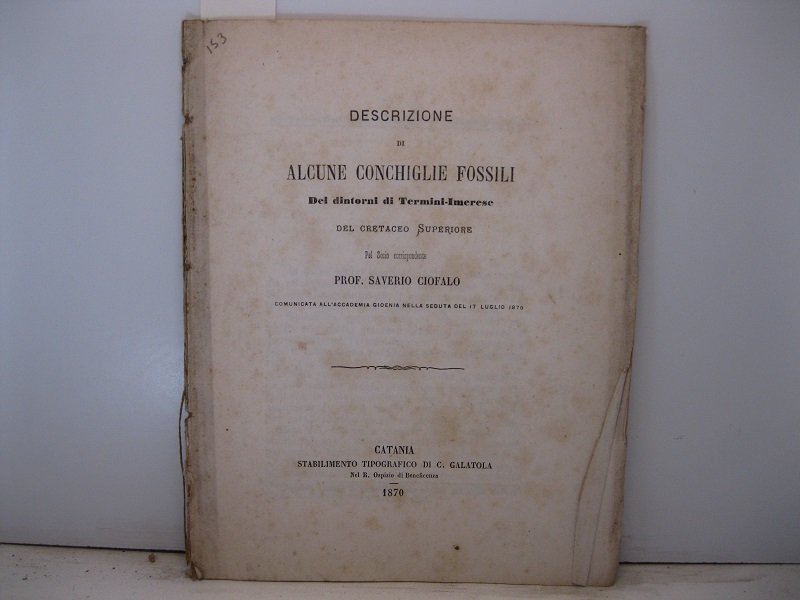 153
DESCRIZIONE
DI
ALCUNE CONCHIGLIE FOSSILI
Dei dintorni di Termini-Imerese
DEL CRETACEO SUPERIORE
Pel Socio corrispondente
PROF. SAVERIO CIOFALO
COMUNICATA ALL'ACCADEMIA GIOENIA NELLA SEDUTA DEL 17 LUGLIO 1870
CATANIA
STABILIMENTO TIPOGRAFICO DI C. GALATOLA
Nel R. Ospizio di Beneficenza
1870